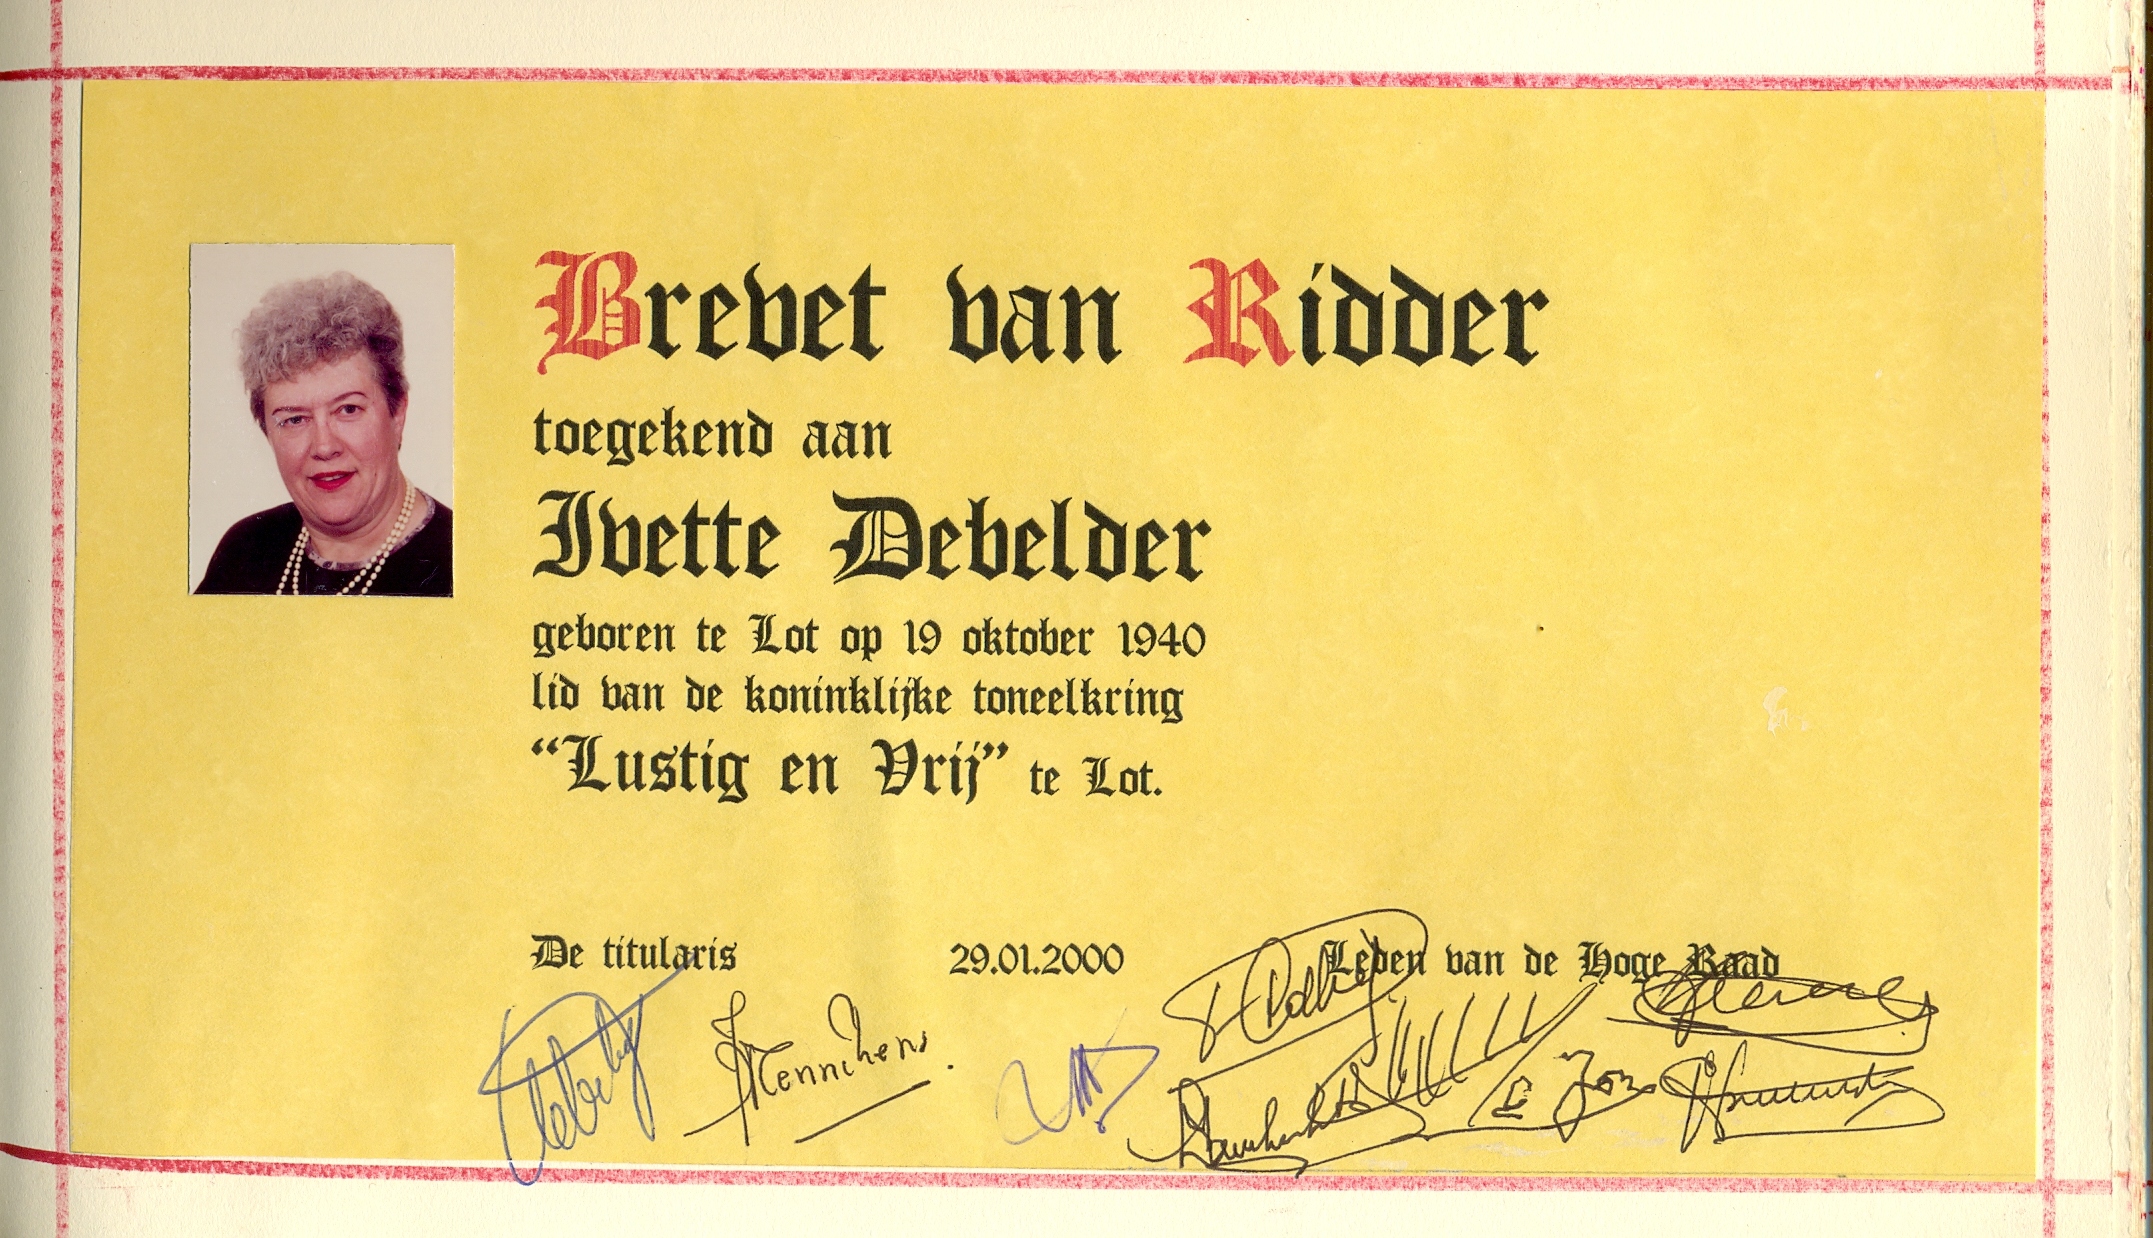 Brevet van Ridder
toegekend aan
Ivette Debelder
geboren te Lot op 19 oktober 1940
lid van de koninklijke toneelkring
“Lustig en Vrij” te Lot.
De titularis 29.01.2000 Leden van de Hoge Raad